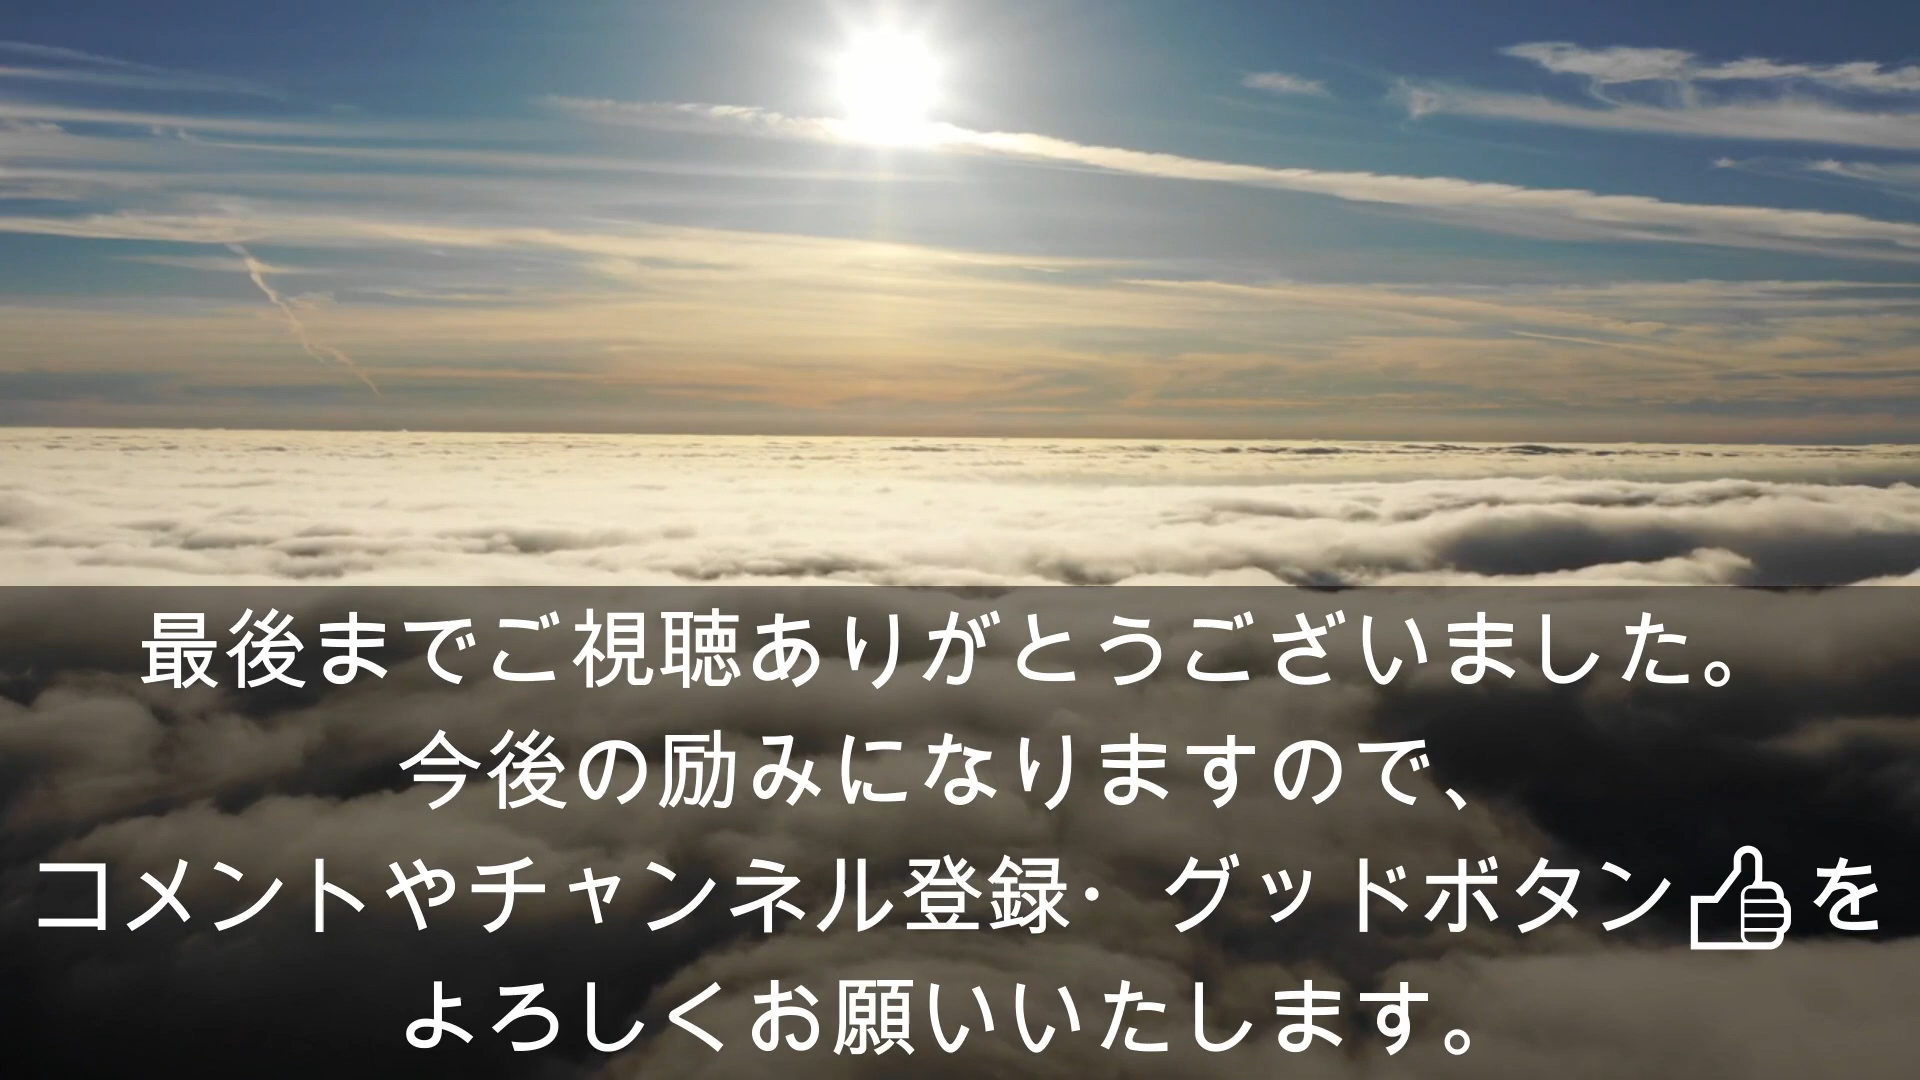 最後までご視聴ありがとうございました。
今後の励みになりますので、
コメントやチャンネル登録・グッドボタン👍を
よろしくお願いいたします。